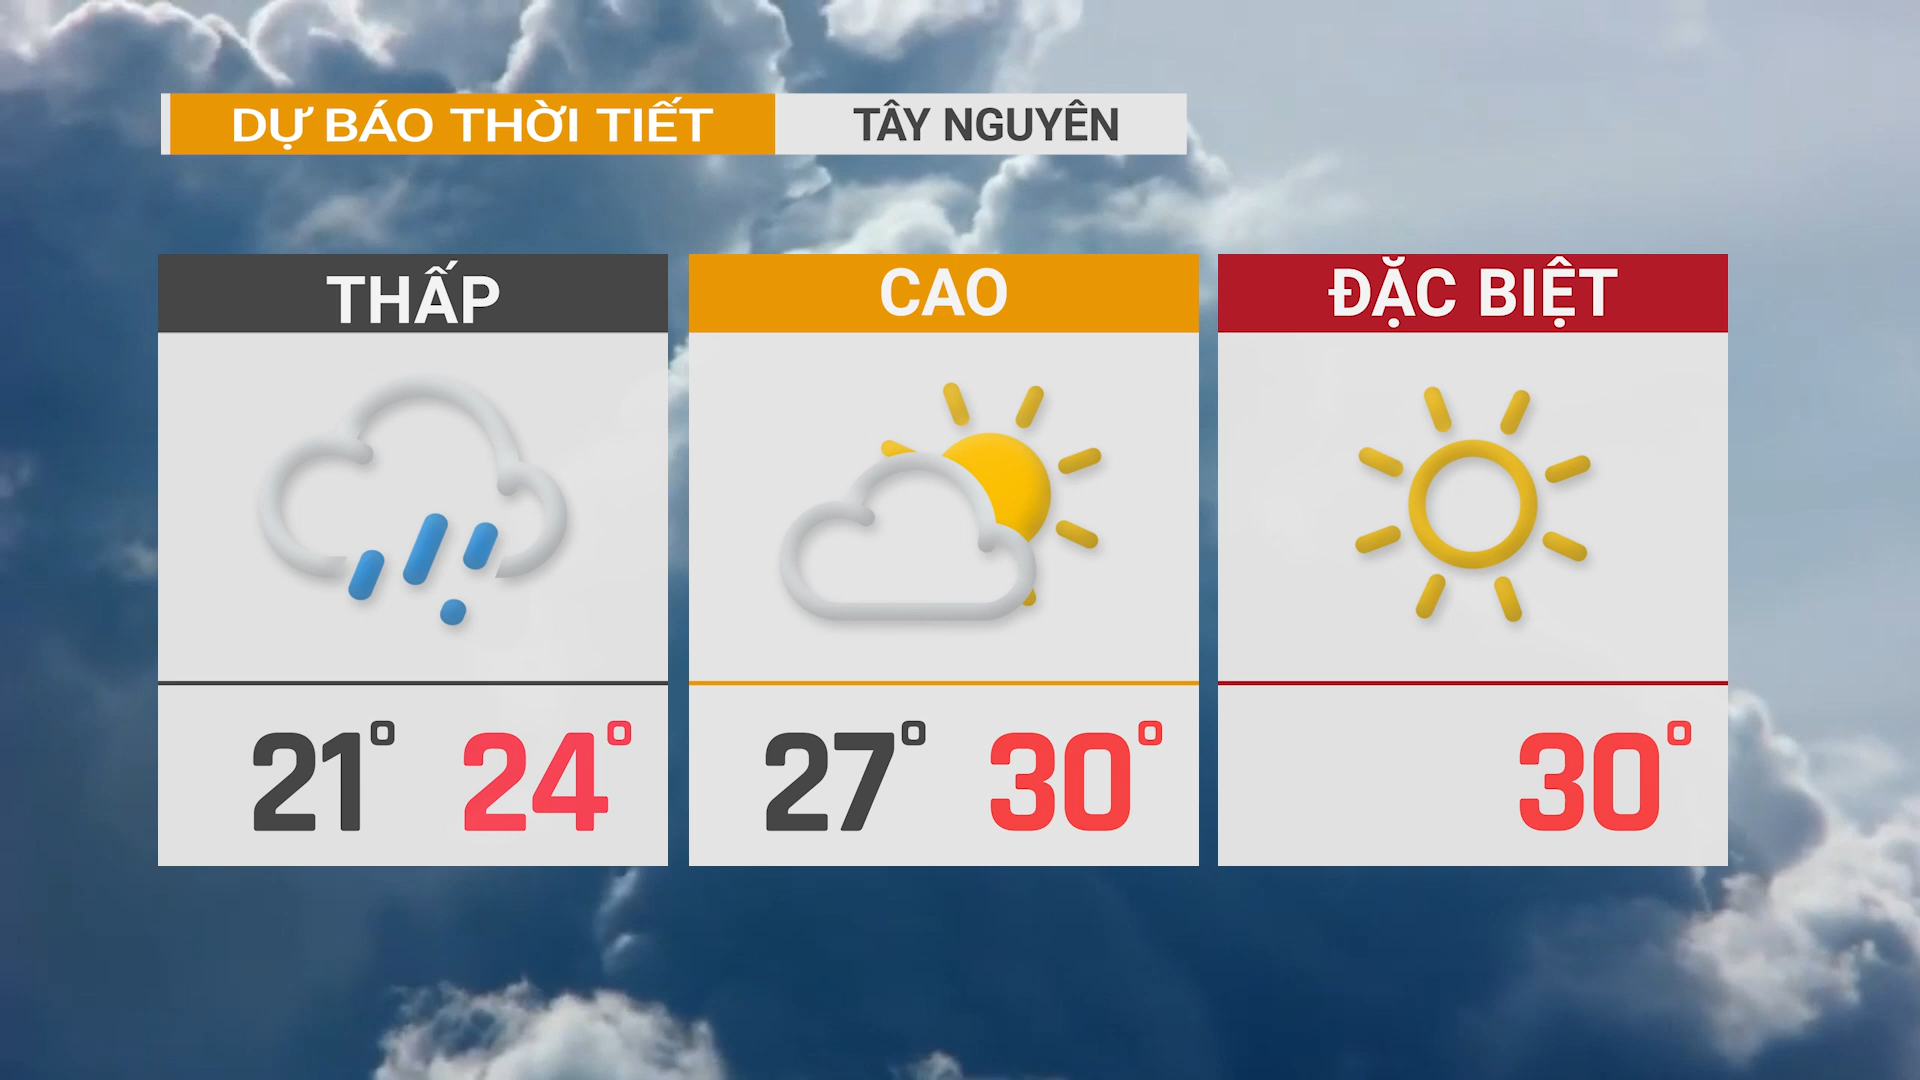 DỰ BÁO THỜI TIẾT
TÂY NGUYÊN
THẤP
21° 24°
CAO
27° 30°
ĐẶC BIỆT
30°